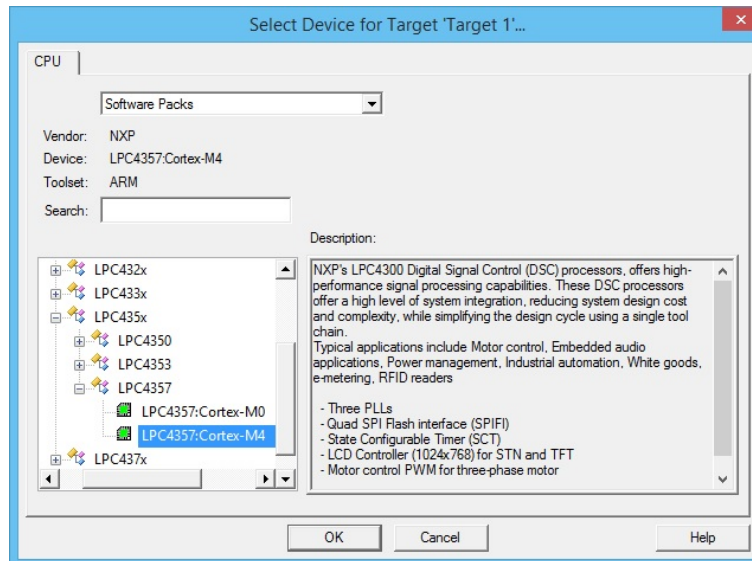 Select Device for Target 'Target 1'...
CPU
Software Packs
Vendor: NXP
Device: LPC4357:Cortex-M4
Toolset: ARM
Search:
Description:
LPC432x
LPC433x
LPC435x
LPC4350
LPC4353
LPC4357
LPC4357:Cortex-M0
LPC4357:Cortex-M4
LPC437x
NXP's LPC4300 Digital Signal Control (DSC) processors, offers high-
performance signal processing capabilities. These DSC processors
offer a high level of system integration, reducing system design cost
and complexity, while simplifying the design cycle using a single tool
chain.
Typical applications include Motor control, Embedded audio
applications, Power management, Industrial automation, White goods,
e-metering, RFID readers
- Three PLLs
- Quad SPI Flash interface (SPIFI)
- State Configurable Timer (SCT)
- LCD Controller (1024x768) for STN and TFT
- Motor control PWM for three-phase motor
OK
Cancel
Help